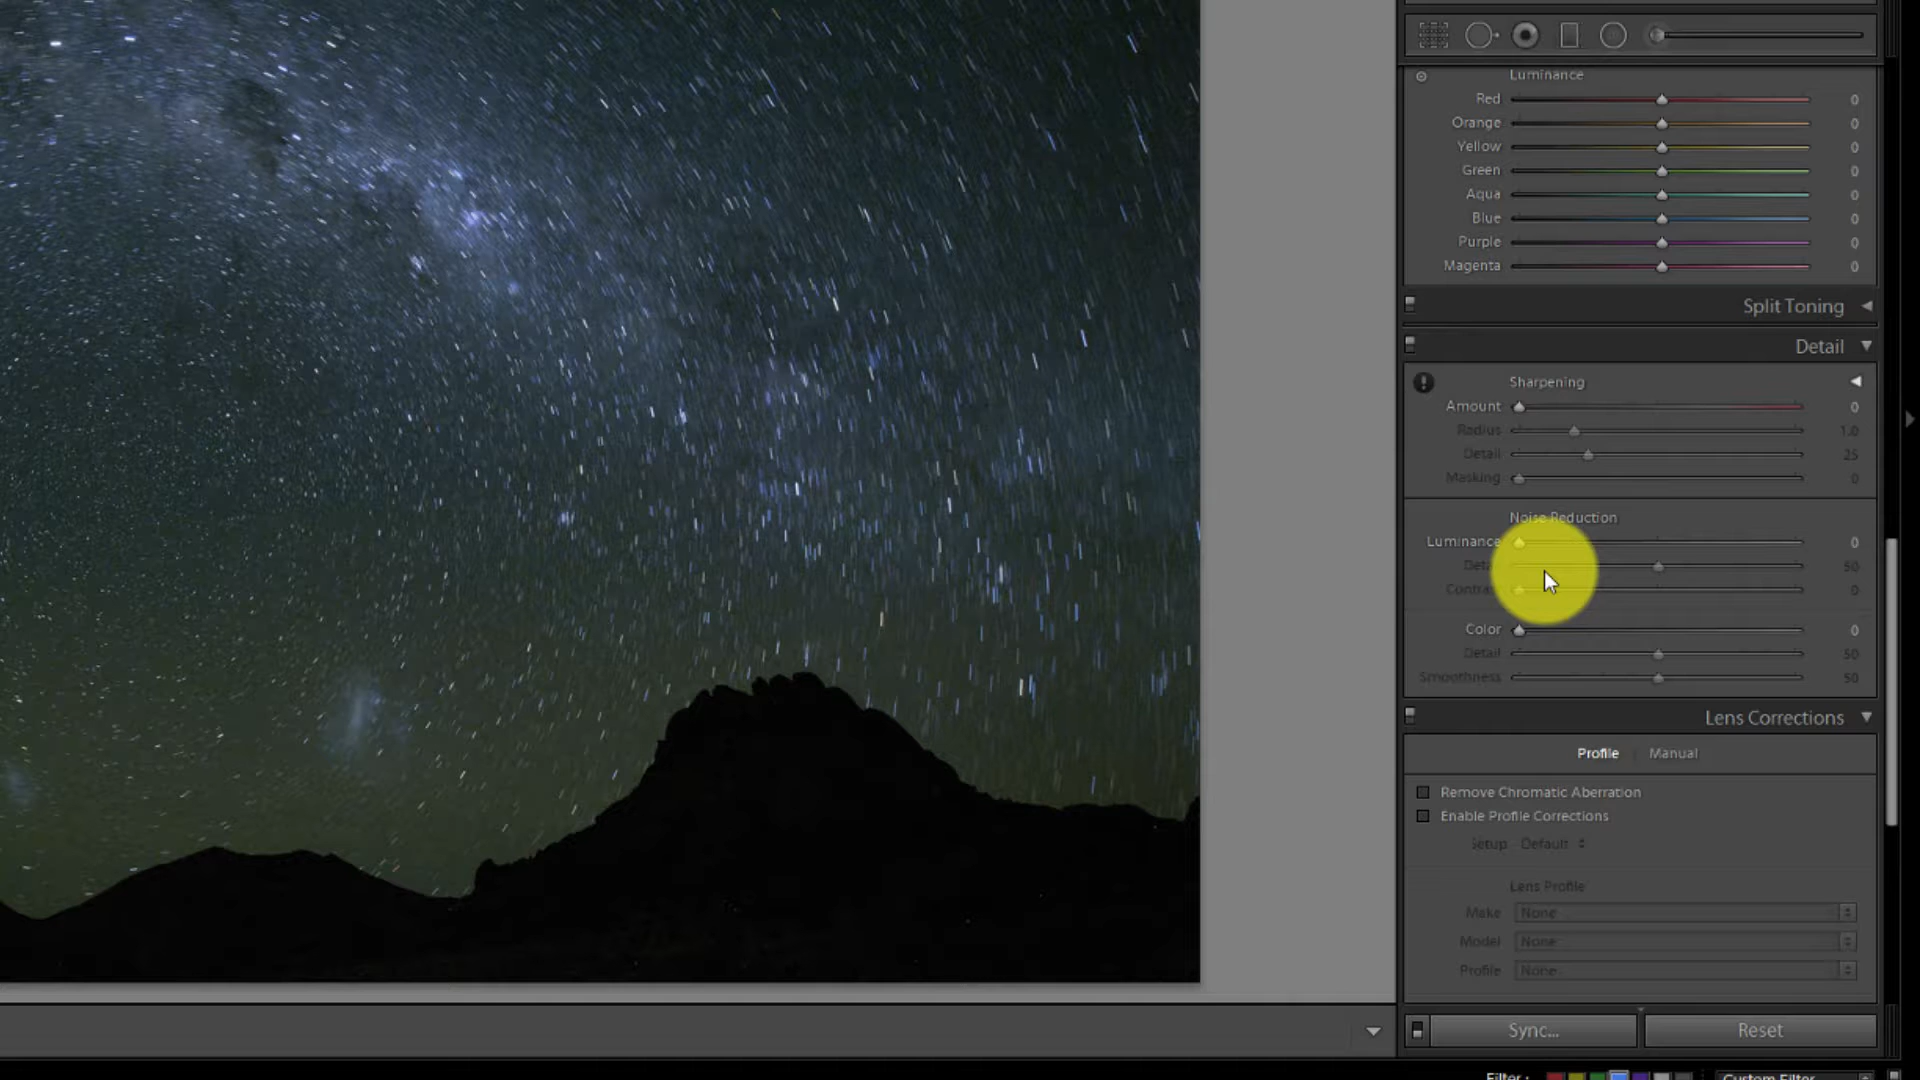 Luminance
Red 0
Orange 0
Yellow 0
Green 0
Aqua 0
Blue 0
Purple 0
Magenta 0
Split Toning
Detail
Sharpening
Amount 0
Radius 1.0
Detail 25
Masking 0
Noise Reduction
Luminance 0
Detail 50
Contrast 0
Color 0
Detail 50
Smoothness 50
Lens Corrections
Profile Manual
Remove Chromatic Aberration
Enable Profile Corrections
Setup Default
Lens Profile
Make None
Model None
Profile None
Sync... Reset
Filter: Custom Filter